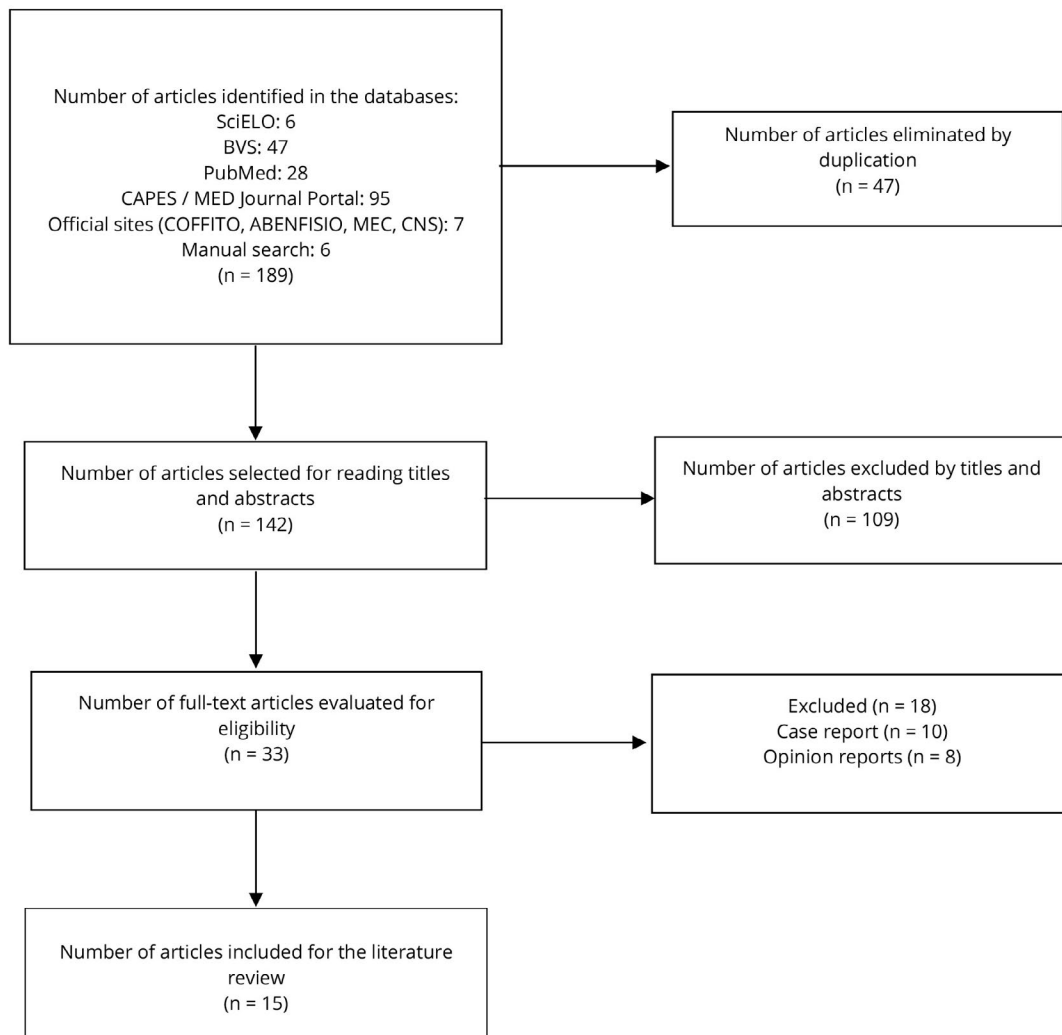 Number of articles identified in the databases:
SciELO: 6
BVS: 47
PubMed: 28
CAPES / MED Journal Portal: 95
Official sites (COFFITO, ABENFISIO, MEC, CNS): 7
Manual search: 6
(n = 189)
Number of articles eliminated by
duplication
(n = 47)
Number of articles selected for reading titles
and abstracts
(n = 142)
Number of articles excluded by titles and
abstracts
(n = 109)
Number of full-text articles evaluated for
eligibility
(n = 33)
Excluded (n = 18)
Case report (n = 10)
Opinion reports (n = 8)
Number of articles included for the literature
review
(n = 15)